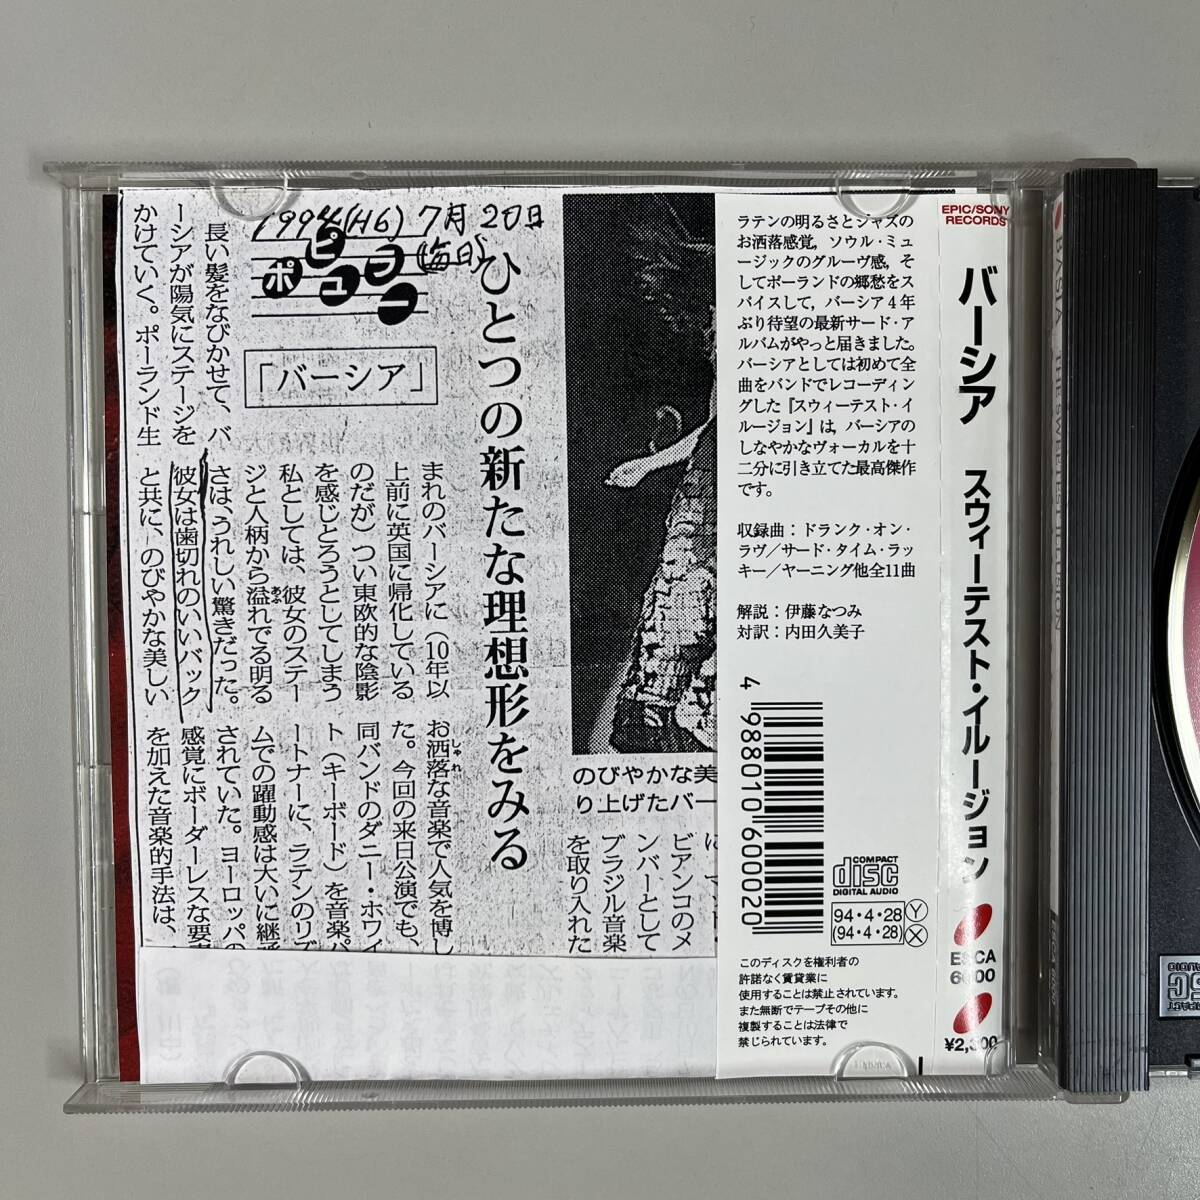 1994(H6) 7月20日
(毎日)
ポピュラー
「バーシア」
ひとつの新たな理想形をみる
長い髪をなびかせて、バ
ーシアが陽気にステージを
かけていく。ポーランド生
まれのバーシアに(10年以
上前に英国に帰化している
のだが)つい東欧的な陰影
を感じとろうとしてしまう
私としては、彼女のステー
ジと人柄から溢れでる明る
あふ
さは、うれしい驚きだった。
彼女は歯切れのいいバック
と共に、のびやかな美しい
お洒落な音楽で人気を博し
しゃれ
た。今回の来日公演でも、
同バンドのダニー・ホワイ
ト(キーボード)を音楽パ
ートナーに、ラテンのリズ
ムでの躍動感は大いに継承
されていた。ヨーロッパの
感覚にボーダーレスな要素
を加えた音楽的手法は、
のびやかな美
り上げたバー
ビアンコのメ
ンバーとして
ブラジル音楽
を取り入れた
ラテンの明るさとジャズの
お洒落感覚,ソウル・ミュ
ージックのグルーヴ感,そ
してポーランドの郷愁をス
パイスして,バーシア4年
ぶり待望の最新サード・ア
ルバムがやっと届きました。
バーシアとしては初めて全
曲をバンドでレコーディン
グした『スウィーテスト・イ
ルージョン』は,バーシアの
しなやかなヴォーカルを十
二分に引き立てた最高傑作
です。
収録曲:ドランク・オン・
ラヴ/サード・タイム・ラッ
キー/ヤーニング他全11曲
解説:伊藤なつみ
対訳:内田久美子
4 988010 600020
COMPACT
disc
DIGITAL AUDIO
94・4・28 Y
(94・4・28) X
このディスクを権利者の
許諾なく賃貸業に
使用することは禁止されています。
また無断でテープその他に
複製することは法律で
禁じられています。
EPIC/SONY
RECORDS
バーシア スウィーテスト・イルージョン
ESCA
6000
¥2,300
BASIA THE SWEETEST ILLUSION
ESCA 6000